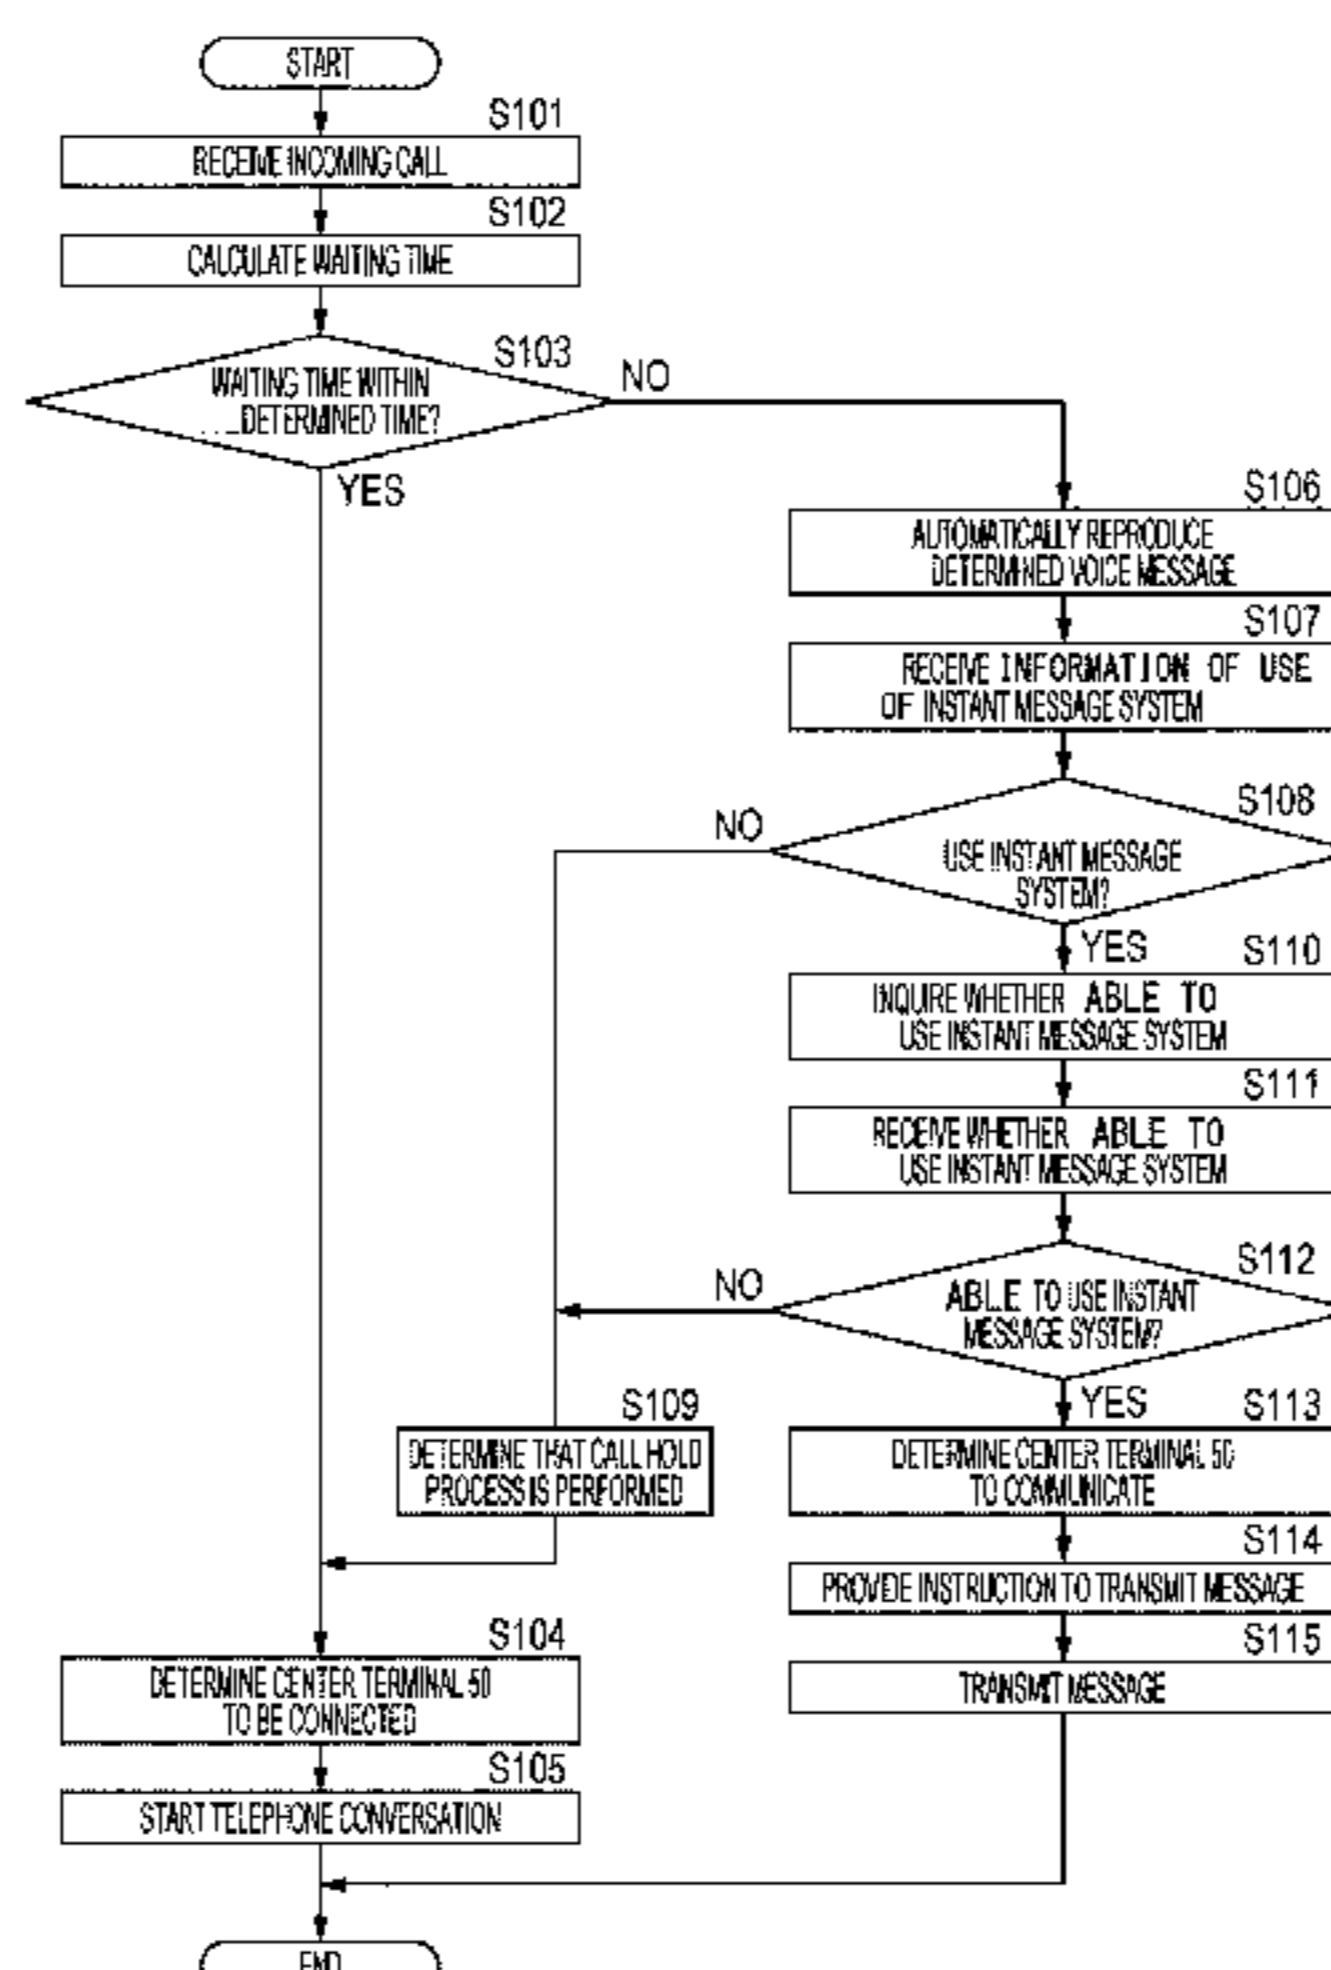 START
S101
RECEIVE INCOMING CALL
S102
CALCULATE WAITING TIME
S103
WAITING TIME WITHIN
DETERMINED TIME?
NO
YES
S106
AUTOMATICALLY REPRODUCE
DETERMINED VOICE MESSAGE
S107
RECEIVE INFORMATION OF USE
OF INSTANT MESSAGE SYSTEM
S108
NO
USE INSTANT MESSAGE
SYSTEM?
YES
S110
INQUIRE WHETHER ABLE TO
USE INSTANT MESSAGE SYSTEM
S111
RECEIVE WHETHER ABLE TO
USE INSTANT MESSAGE SYSTEM
S112
NO
ABLE TO USE INSTANT
MESSAGE SYSTEM?
YES
S109
DETERMINE THAT CALL HOLD
PROCESS IS PERFORMED
S113
DETERMINE CENTER TERMINAL 50
TO COMMUNICATE
S114
PROVIDE INSTRUCTION TO TRANSMIT MESSAGE
S115
TRANSMIT MESSAGE
S104
DETERMINE CENTER TERMINAL 50
TO BE CONNECTED
S105
START TELEPHONE CONVERSATION
END